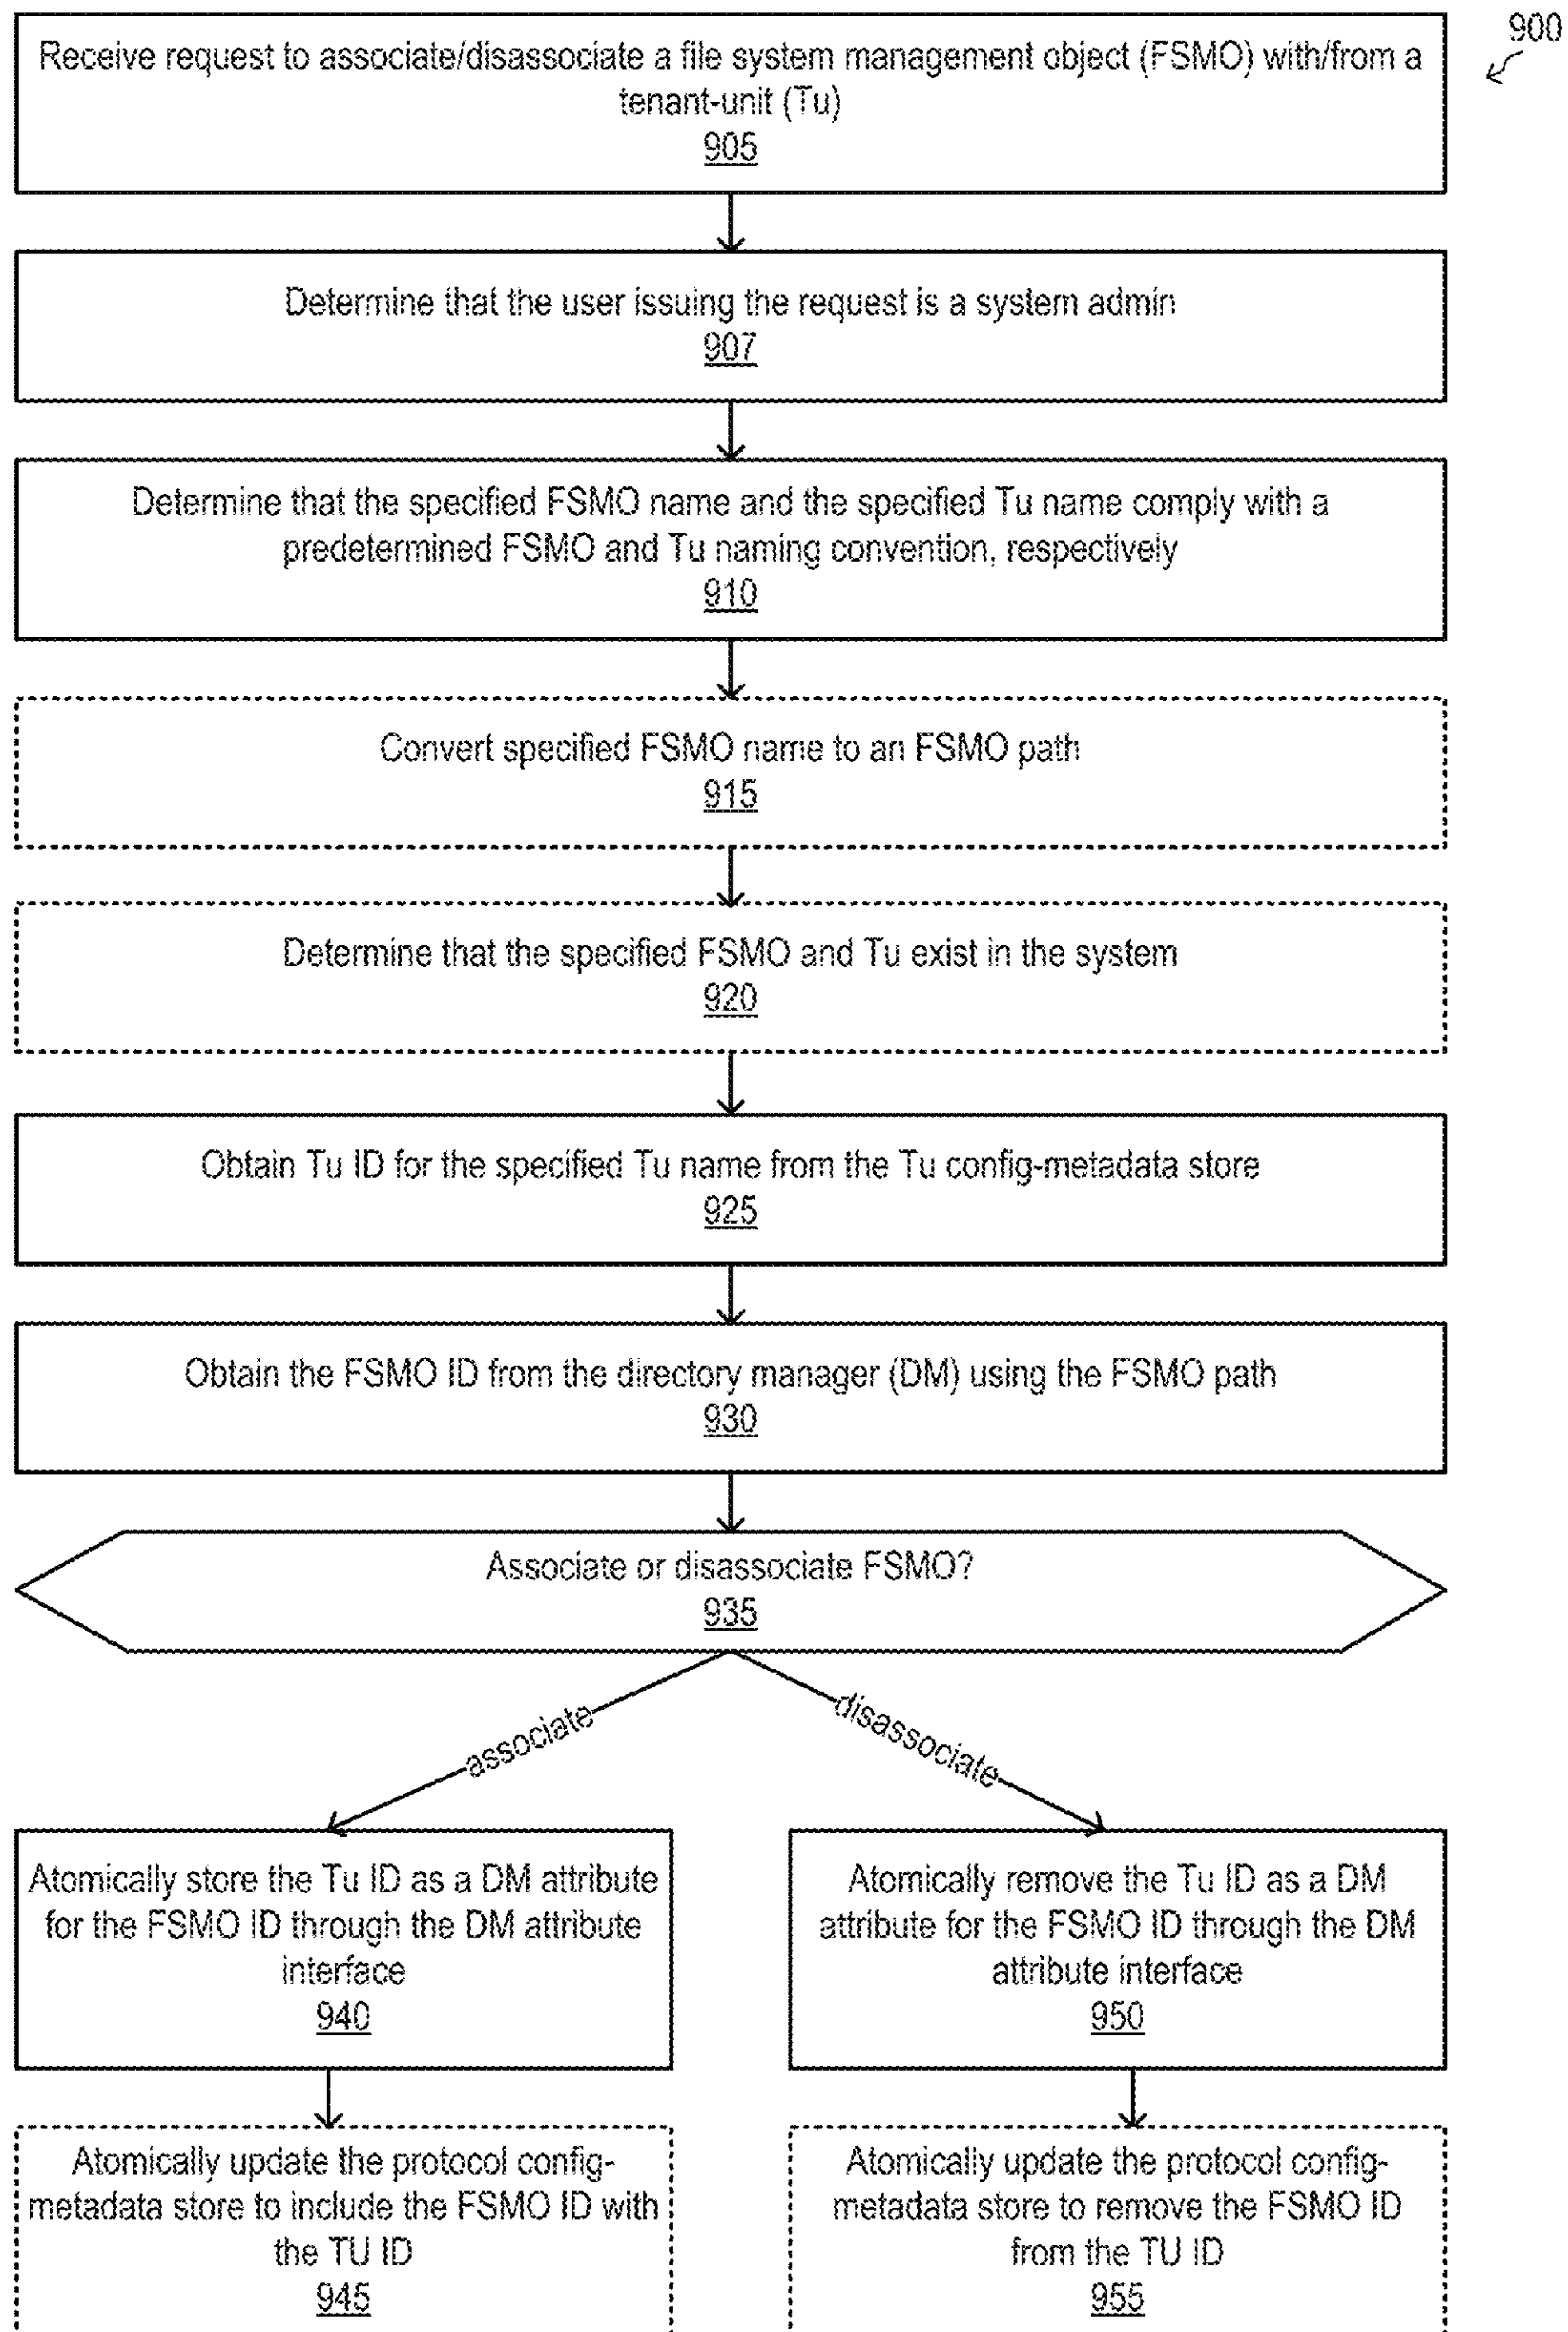 900
Receive request to associate/disassociate a file system management object (FSMO) with/from a
tenant-unit (Tu)
905
Determine that the user issuing the request is a system admin
907
Determine that the specified FSMO name and the specified Tu name comply with a
predetermined FSMO and Tu naming convention, respectively
910
Convert specified FSMO name to an FSMO path
915
Determine that the specified FSMO and Tu exist in the system
920
Obtain Tu ID for the specified Tu name from the Tu config-metadata store
925
Obtain the FSMO ID from the directory manager (DM) using the FSMO path
930
Associate or disassociate FSMO?
935
associate
disassociate
Atomically store the Tu ID as a DM attribute
for the FSMO ID through the DM attribute
interface
940
Atomically remove the Tu ID as a DM
attribute for the FSMO ID through the DM
attribute interface
950
Atomically update the protocol config-
metadata store to include the FSMO ID with
the TU ID
945
Atomically update the protocol config-
metadata store to remove the FSMO ID
from the TU ID
955